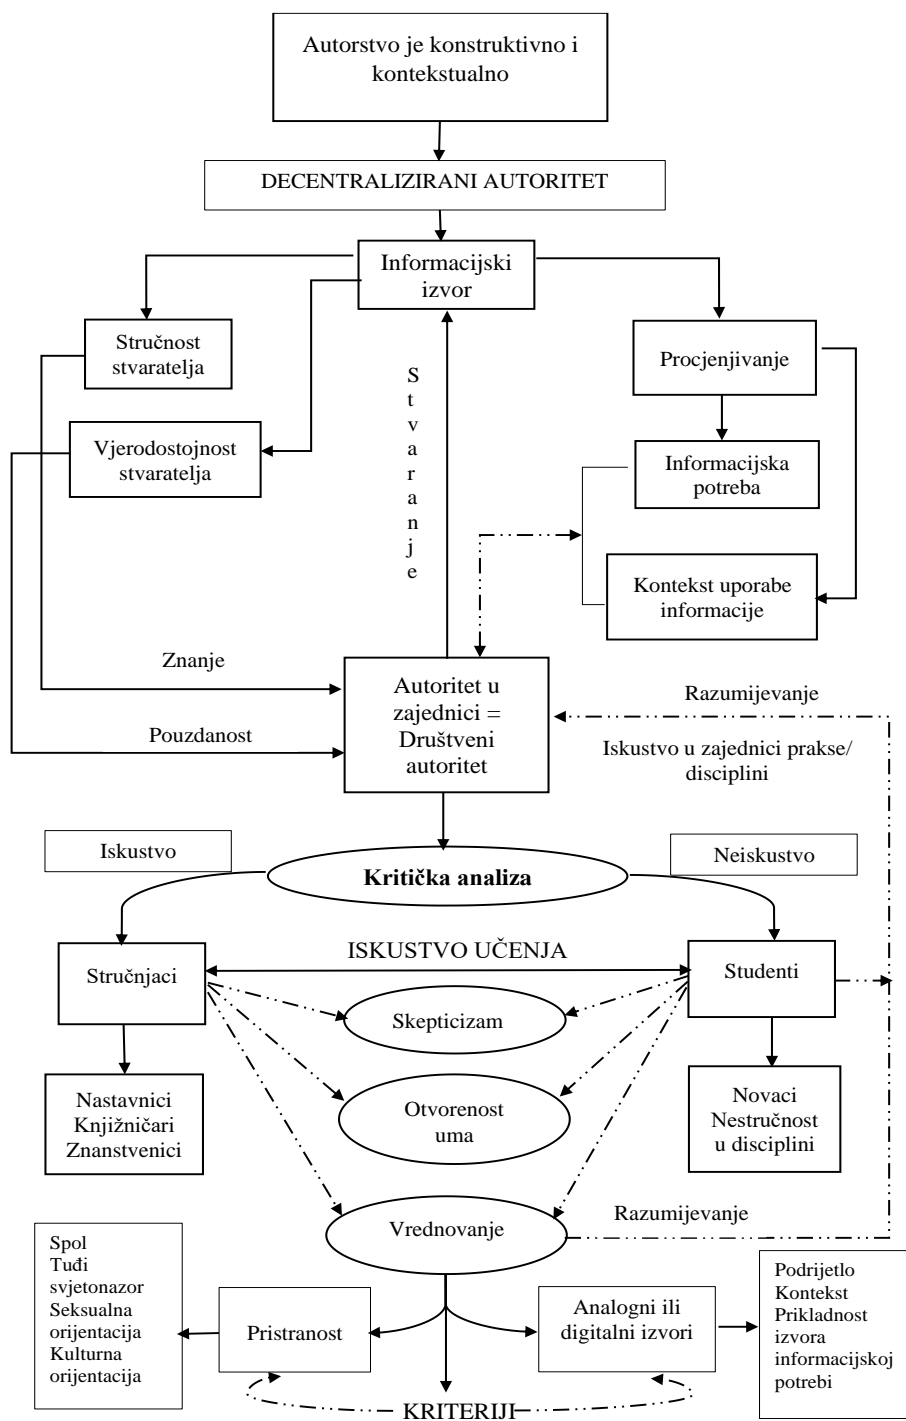 Autorstvo je konstruktivno i
kontekstualno
DECENTRALIZIRANI AUTORITET
Informacijski
izvor
Stručnost
stvaratelja
Procjenjivanje
Stvaranje
Vjerodostojnost
stvaratelja
Informacijska
potreba
Kontekst uporabe
informacije
Znanje
Autoritet u
zajednici =
Društveni
autoritet
Razumijevanje
Pouzdanost
Iskustvo u zajednici prakse/
disciplini
Iskustvo
Neiskustvo
Kritička analiza
ISKUSTVO UČENJA
Stručnjaci
Studenti
Skepticizam
Nastavnici
Knjižničari
Znanstvenici
Otvorenost
uma
Novaci
Nestručnost
u disciplini
Vrednovanje
Razumijevanje
Spol
Tuđi
svjetonazor
Seksualna
orijentacija
Kulturna
orijentacija
Pristranost
Analogni ili
digitalni izvori
Podrijetlo
Kontekst
Prikladnost
izvora
informacijskoj
potrebi
KRITERIJI